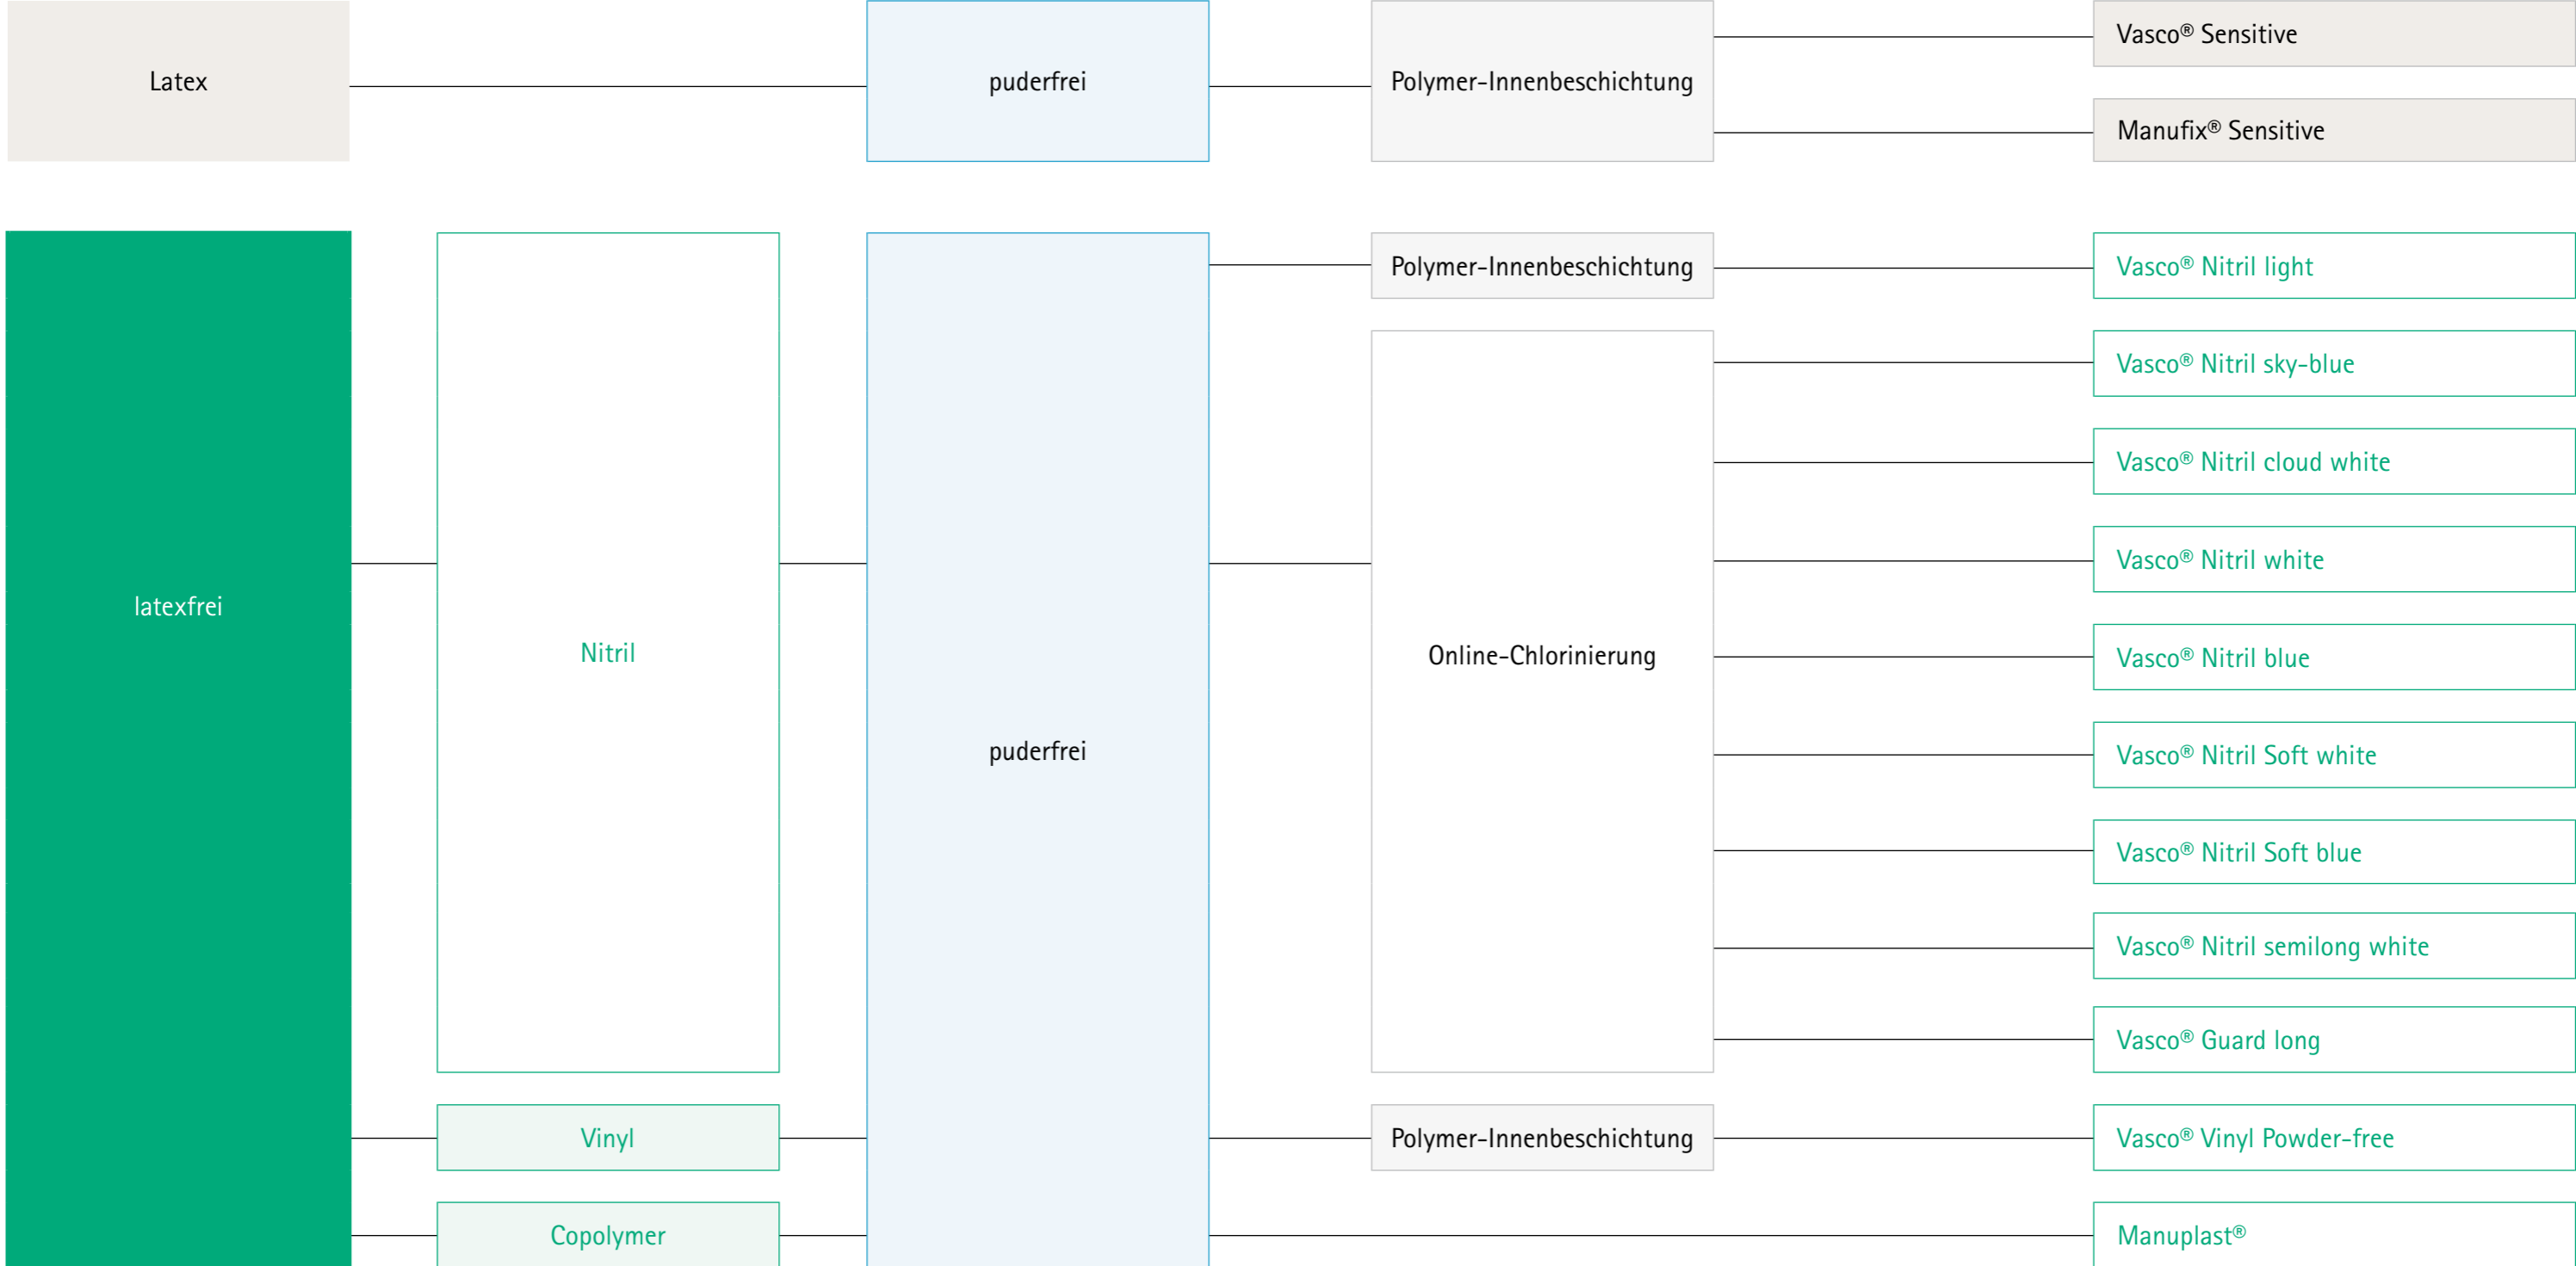 Latex
puderfrei
Polymer-Innenbeschichtung
Vasco® Sensitive
Manufix® Sensitive
latexfrei
Nitril
puderfrei
Polymer-Innenbeschichtung
Vasco® Nitril light
Online-Chlorinierung
Vasco® Nitril sky-blue
Vasco® Nitril cloud white
Vasco® Nitril white
Vasco® Nitril blue
Vasco® Nitril Soft white
Vasco® Nitril Soft blue
Vasco® Nitril semilong white
Vasco® Guard long
Vinyl
Polymer-Innenbeschichtung
Vasco® Vinyl Powder-free
Copolymer
Manuplast®